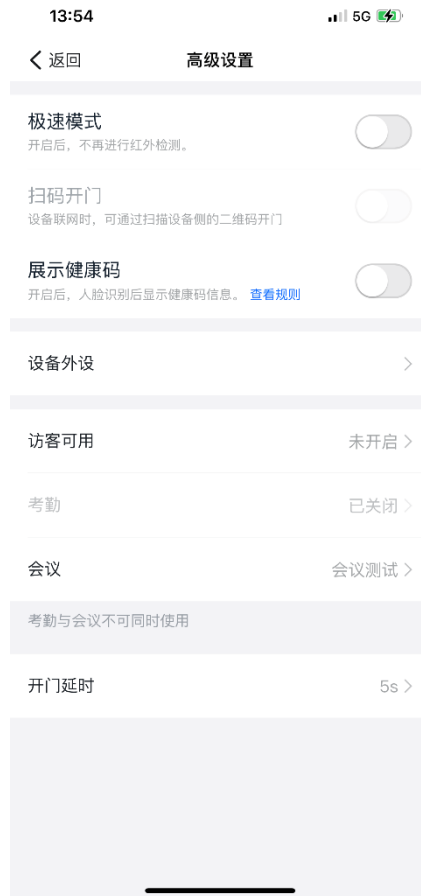 13:54
5G
返回
高级设置
极速模式
开启后，不再进行红外检测。
扫码开门
设备联网时，可通过扫描设备侧的二维码开门
展示健康码
开启后，人脸识别后显示健康码信息。 查看规则
设备外设
访客可用 未开启
考勤 已关闭
会议 会议测试
考勤与会议不可同时使用
开门延时 5s